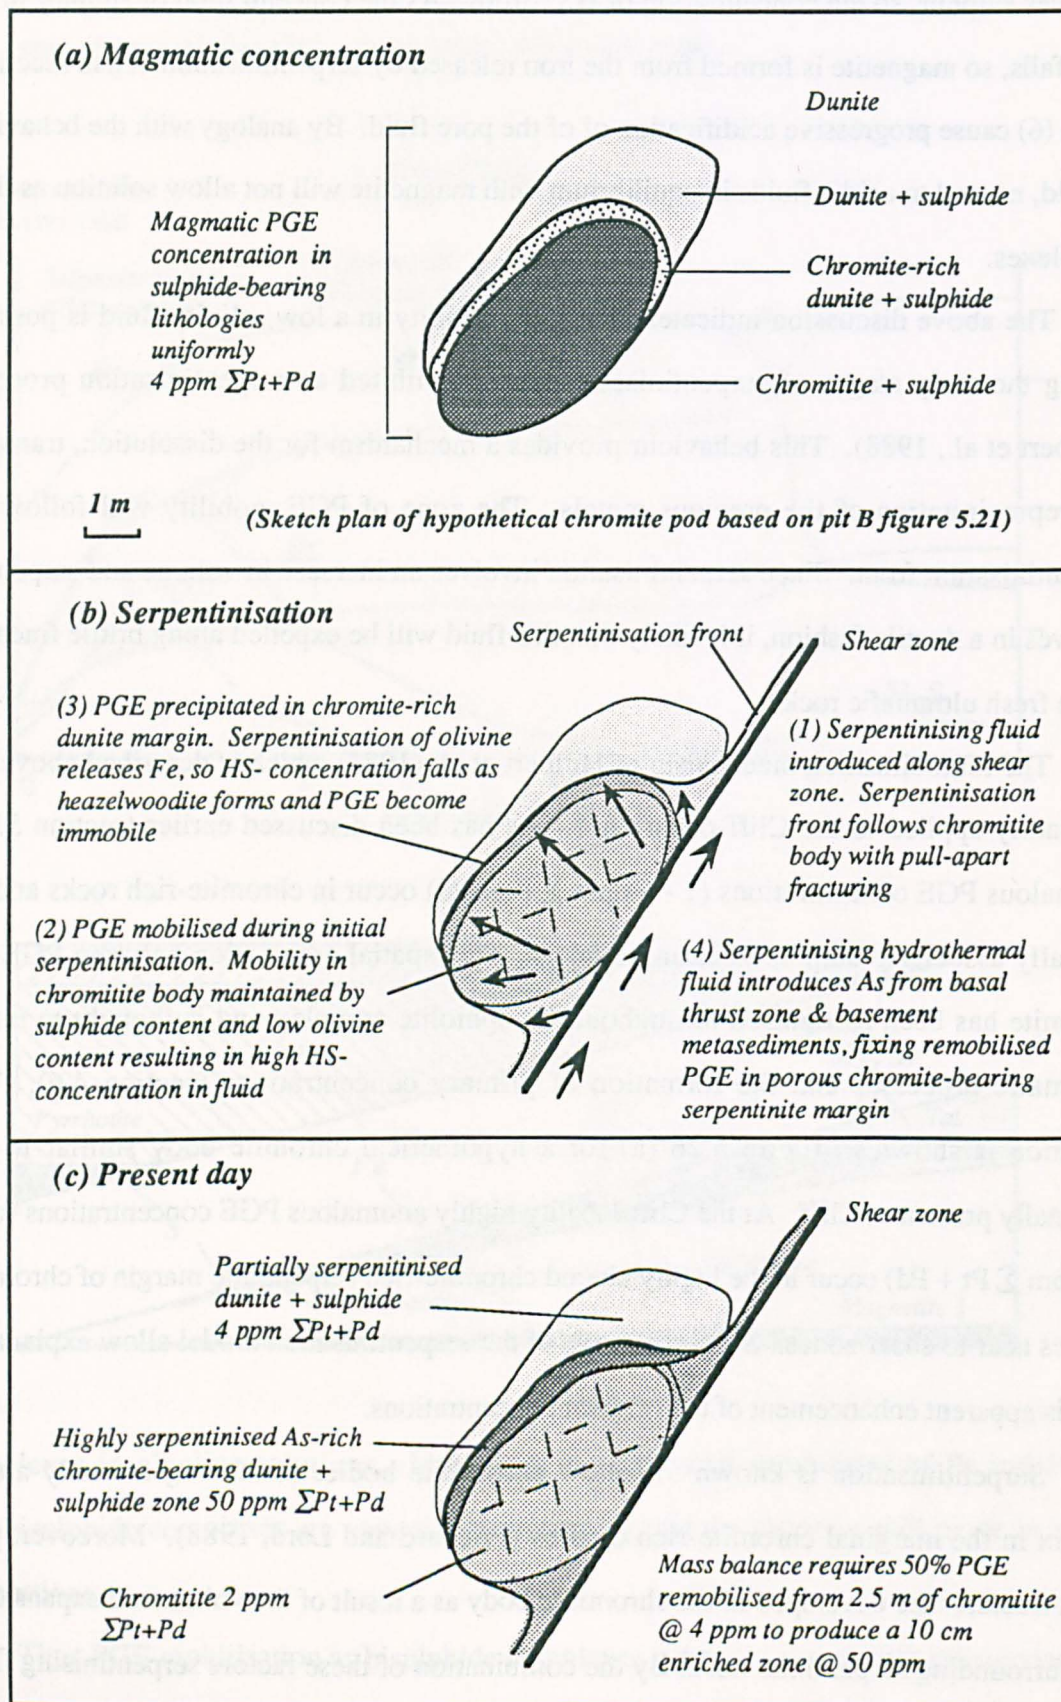 (a) Magmatic concentration
Dunite
Dunite + sulphide
Magmatic PGE
concentration in
sulphide-bearing
lithologies
uniformly
4 ppm ∑Pt+Pd
Chromite-rich
dunite + sulphide
Chromitite + sulphide
1 m
(Sketch plan of hypothetical chromite pod based on pit B figure 5.21)
(b) Serpentinisation
Serpentinisation front
Shear zone
(3) PGE precipitated in chromite-rich
dunite margin. Serpentinisation of olivine
releases Fe, so HS- concentration falls as
heazelwoodite forms and PGE become
immobile
(1) Serpentinising fluid
introduced along shear
zone. Serpentinisation
front follows chromitite
body with pull-apart
fracturing
(2) PGE mobilised during initial
serpentinisation. Mobility in
chromitite body maintained by
sulphide content and low olivine
content resulting in high HS-
concentration in fluid
(4) Serpentinising hydrothermal
fluid introduces As from basal
thrust zone & basement
metasediments, fixing remobilised
PGE in porous chromite-bearing
serpentinite margin
(c) Present day
Shear zone
Partially serpenitinised
dunite + sulphide
4 ppm ∑Pt+Pd
Highly serpentinised As-rich
chromite-bearing dunite +
sulphide zone 50 ppm ∑Pt+Pd
Chromitite 2 ppm
∑Pt+Pd
Mass balance requires 50% PGE
remobilised from 2.5 m of chromitite
@ 4 ppm to produce a 10 cm
enriched zone @ 50 ppm